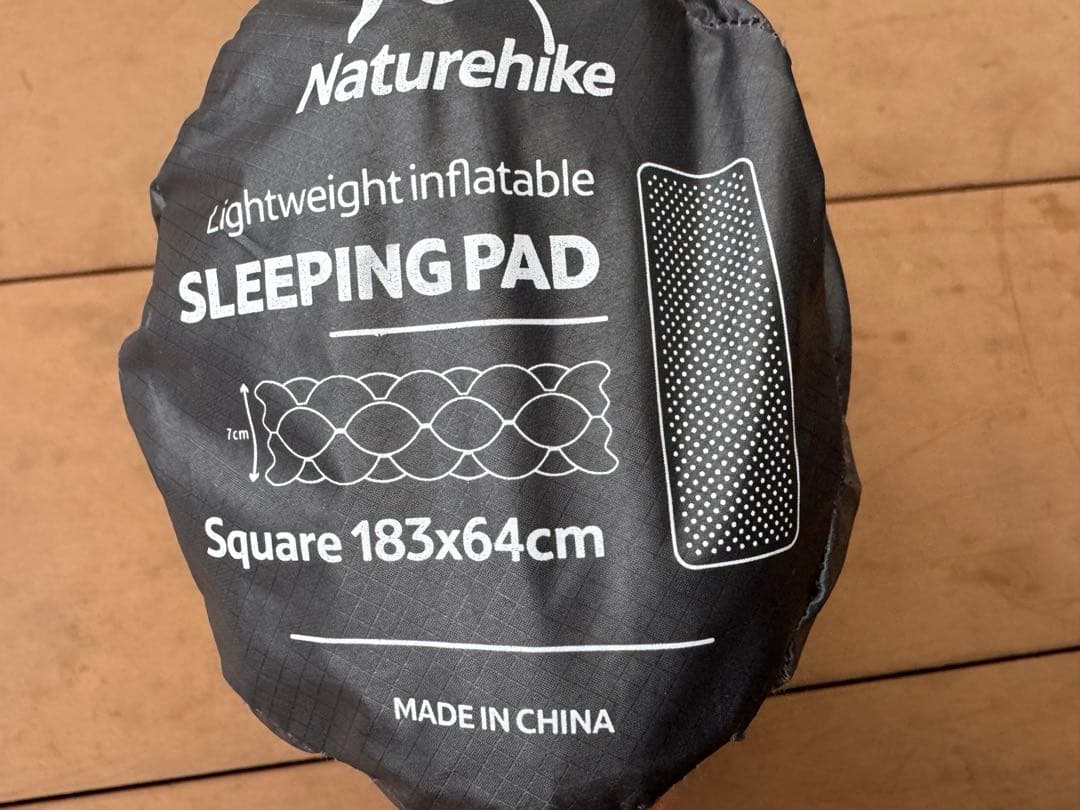 Naturehike
Lightweight inflatable
SLEEPING PAD
7cm
Square 183x64cm
MADE IN CHINA